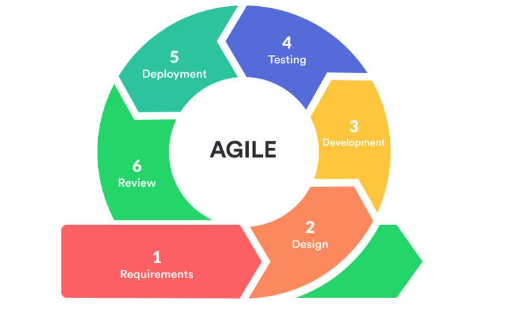 5
Deployment
4
Testing
3
Development
AGILE
6
Review
2
Design
1
Requirements